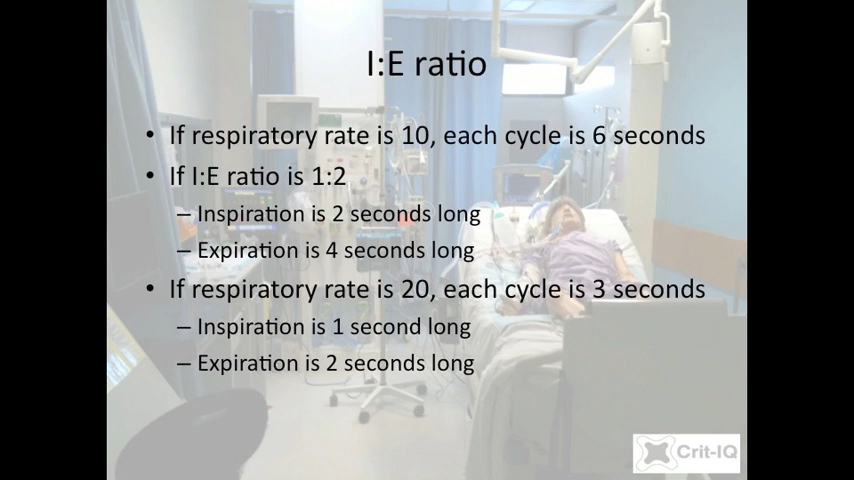 I:E ratio
• If respiratory rate is 10, each cycle is 6 seconds
• If I:E ratio is 1:2
– Inspiration is 2 seconds long
– Expiration is 4 seconds long
• If respiratory rate is 20, each cycle is 3 seconds
– Inspiration is 1 second long
– Expiration is 2 seconds long
Crit-IQ